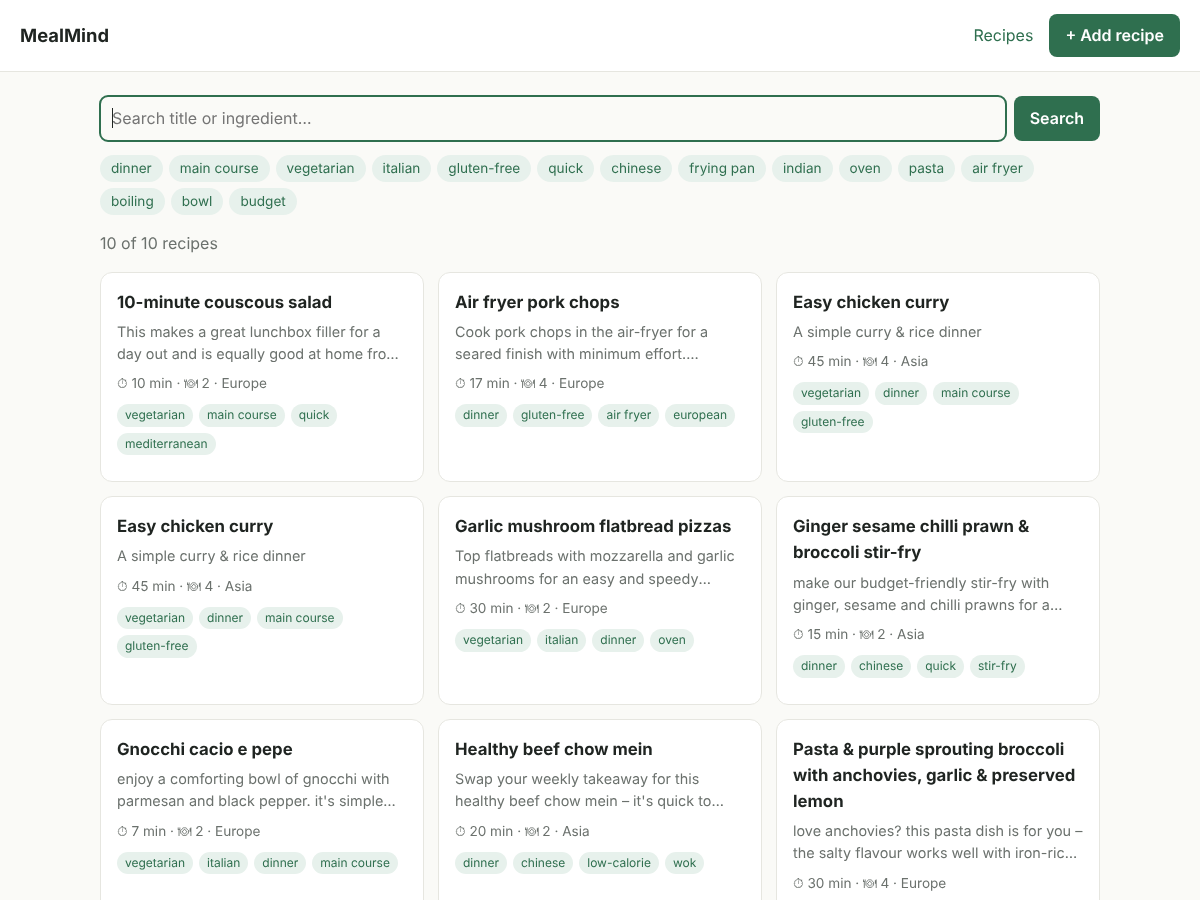 MealMind
Recipes
+ Add recipe
Search title or ingredient...
Search
dinner main course vegetarian italian gluten-free quick chinese frying pan indian oven pasta air fryer
boiling bowl budget
10 of 10 recipes
10-minute couscous salad
This makes a great lunchbox filler for a
day out and is equally good at home fro...
⏱ 10 min · 🍽 2 · Europe
vegetarian main course quick
mediterranean
Air fryer pork chops
Cook pork chops in the air-fryer for a
seared finish with minimum effort....
⏱ 17 min · 🍽 4 · Europe
dinner gluten-free air fryer european
Easy chicken curry
A simple curry & rice dinner
⏱ 45 min · 🍽 4 · Asia
vegetarian dinner main course
gluten-free
Easy chicken curry
A simple curry & rice dinner
⏱ 45 min · 🍽 4 · Asia
vegetarian dinner main course
gluten-free
Garlic mushroom flatbread pizzas
Top flatbreads with mozzarella and garlic
mushrooms for an easy and speedy...
⏱ 30 min · 🍽 2 · Europe
vegetarian italian dinner oven
Ginger sesame chilli prawn &
broccoli stir-fry
make our budget-friendly stir-fry with
ginger, sesame and chilli prawns for a...
⏱ 15 min · 🍽 2 · Asia
dinner chinese quick stir-fry
Gnocchi cacio e pepe
enjoy a comforting bowl of gnocchi with
parmesan and black pepper. it's simple...
⏱ 7 min · 🍽 2 · Europe
vegetarian italian dinner main course
Healthy beef chow mein
Swap your weekly takeaway for this
healthy beef chow mein – it's quick to...
⏱ 20 min · 🍽 2 · Asia
dinner chinese low-calorie wok
Pasta & purple sprouting broccoli
with anchovies, garlic & preserved
lemon
love anchovies? this pasta dish is for you –
the salty flavour works well with iron-ric...
⏱ 30 min · 🍽 4 · Europe